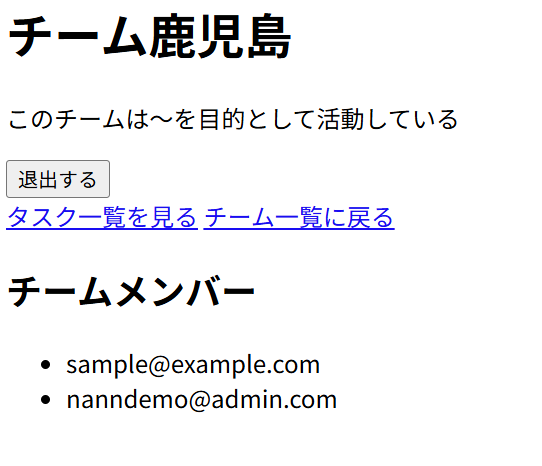 チーム鹿児島
このチームは～を目的として活動している
退出する
タスク一覧を見る チーム一覧に戻る
チームメンバー
sample@example.com
nanndemo@admin.com